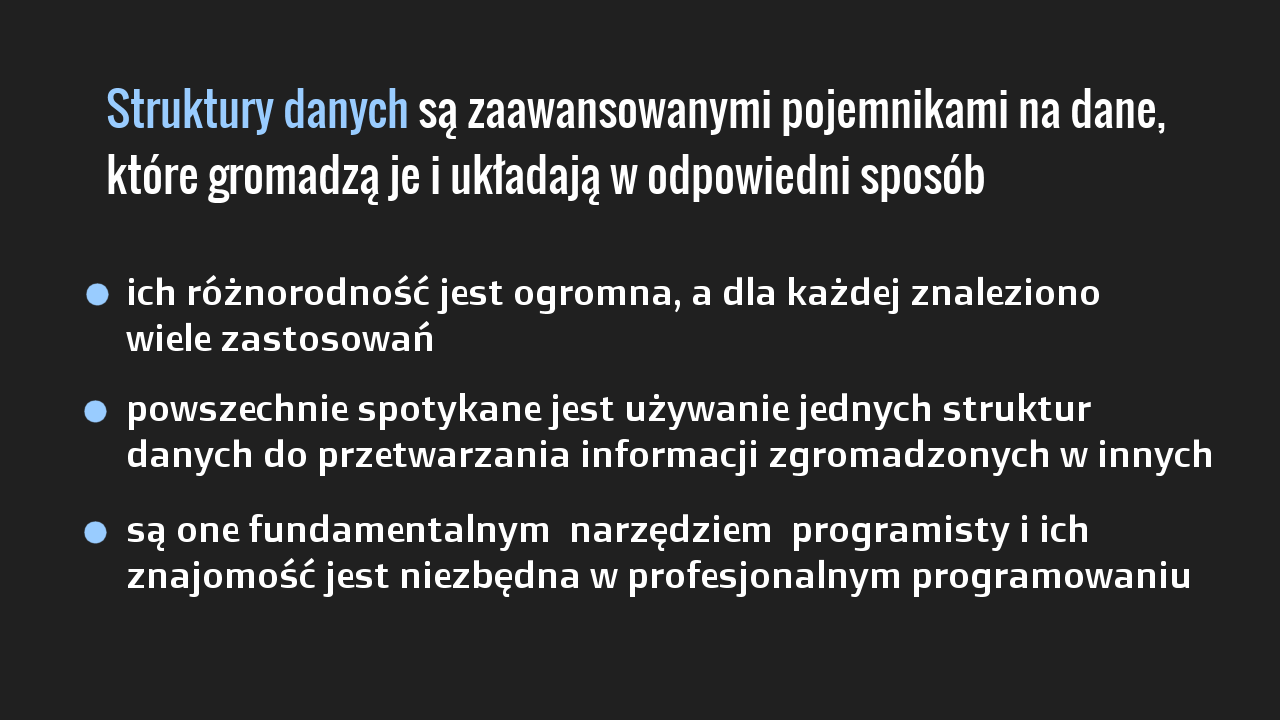 Struktury danych są zaawansowanymi pojemnikami na dane,
które gromadzą je i układają w odpowiedni sposób
ich różnorodność jest ogromna, a dla każdej znaleziono
wiele zastosowań
powszechnie spotykane jest używanie jednych struktur
danych do przetwarzania informacji zgromadzonych w innych
są one fundamentalnym  narzędziem  programisty i ich
znajomość jest niezbędna w profesjonalnym programowaniu